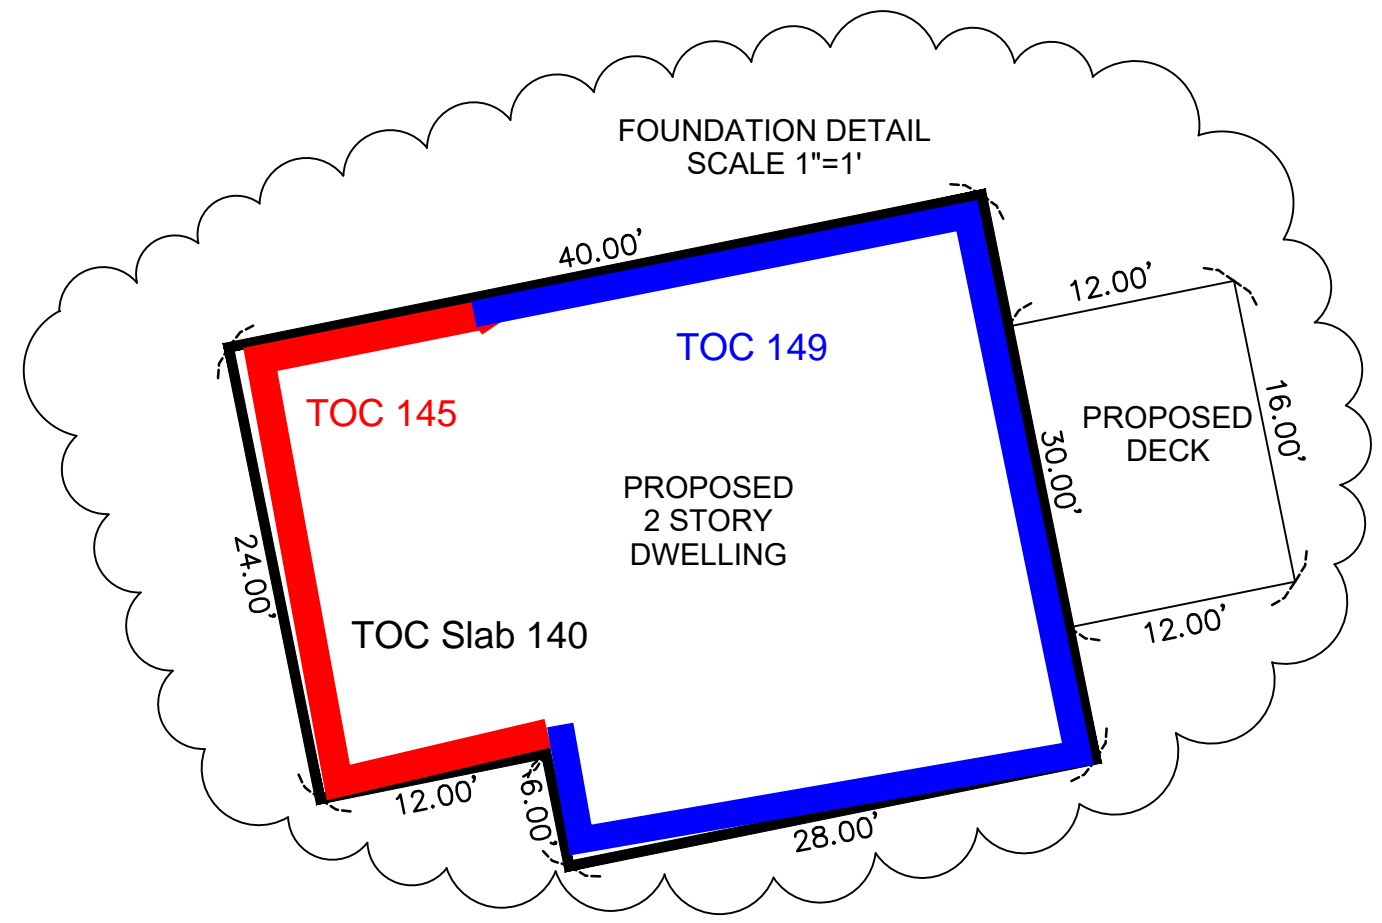 FOUNDATION DETAIL
SCALE 1"=1'
40.00'
12.00'
TOC 149
TOC 145
16.00'
PROPOSED
DECK
30.00'
PROPOSED
2 STORY
DWELLING
24.00'
TOC Slab 140
12.00'
12.00'
6.00'
28.00'